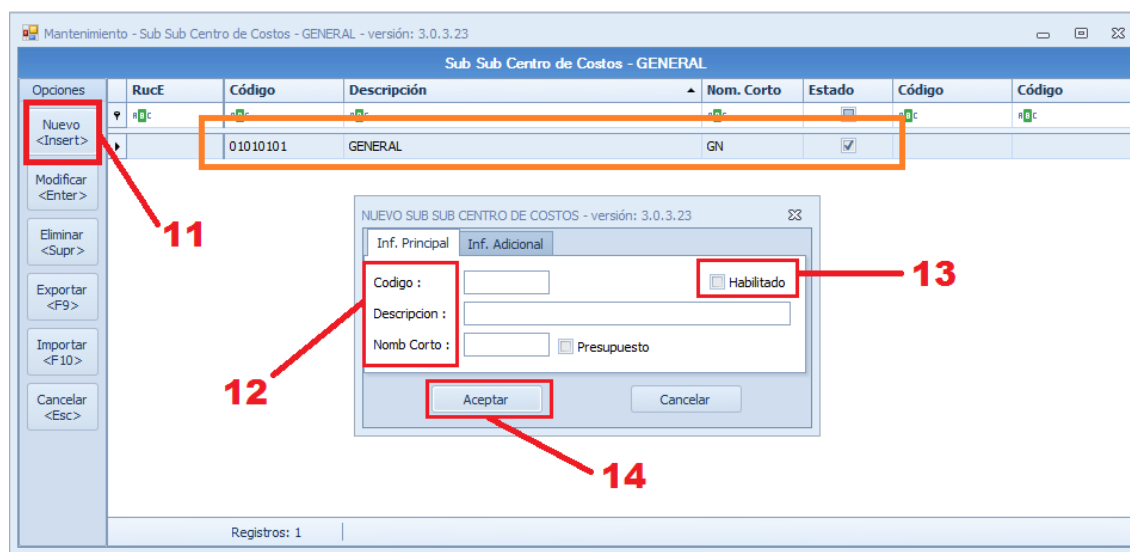 Mantenimiento - Sub Sub Centro de Costos - GENERAL - versión: 3.0.3.23
Sub Sub Centro de Costos - GENERAL
Opciones RucE Código Descripción Nom. Corto Estado Código Código
Nuevo
<Insert>
01010101 GENERAL GN
Modificar
<Enter>
11
Eliminar
<Supr>
Exportar
<F9>
Importar
<F10>
Cancelar
<Esc>
NUEVO SUB SUB CENTRO DE COSTOS - versión: 3.0.3.23
Inf. Principal Inf. Adicional
Codigo : Habilitado
13
Descripcion :
Nomb Corto : Presupuesto
12
Aceptar Cancelar
14
Registros: 1